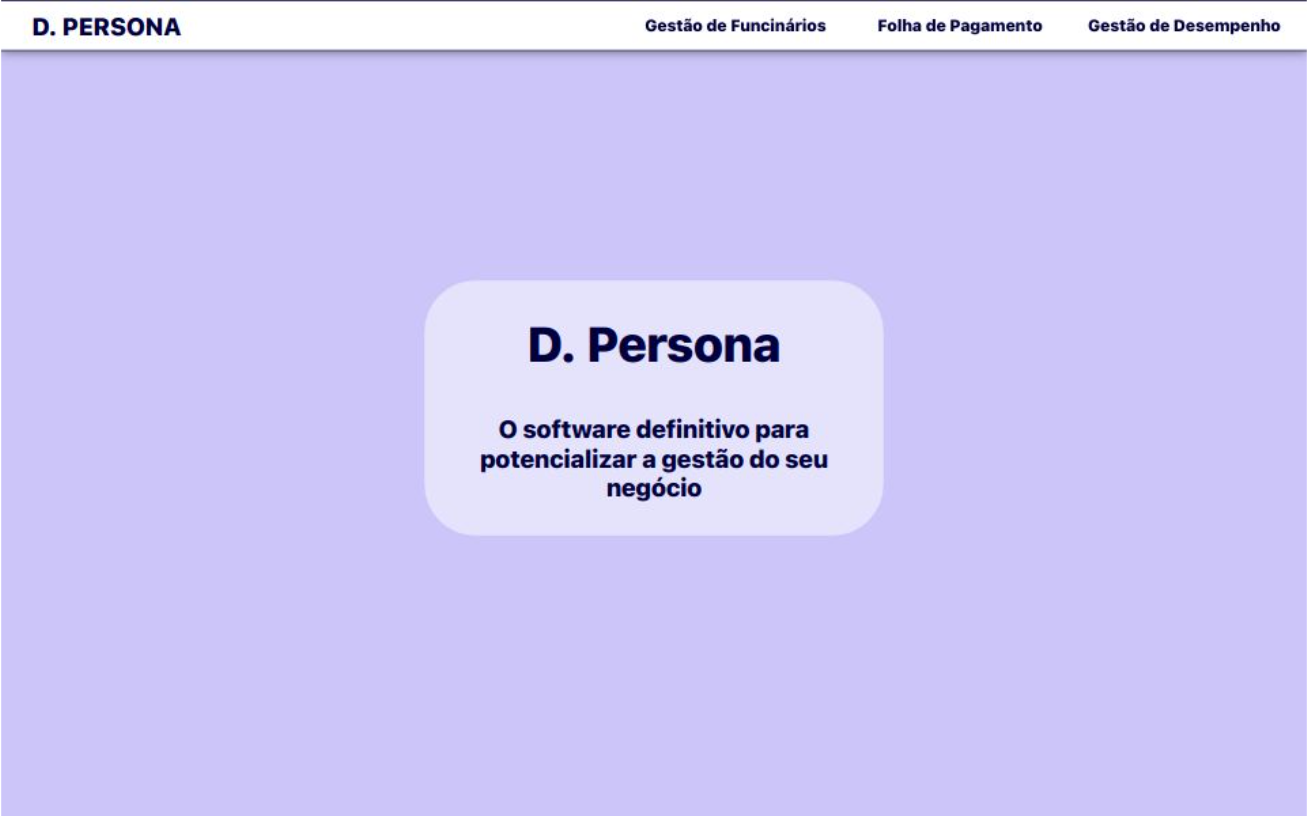 D. PERSONA
Gestão de Funcinários
Folha de Pagamento
Gestão de Desempenho
D. Persona
O software definitivo para
potencializar a gestão do seu
negócio